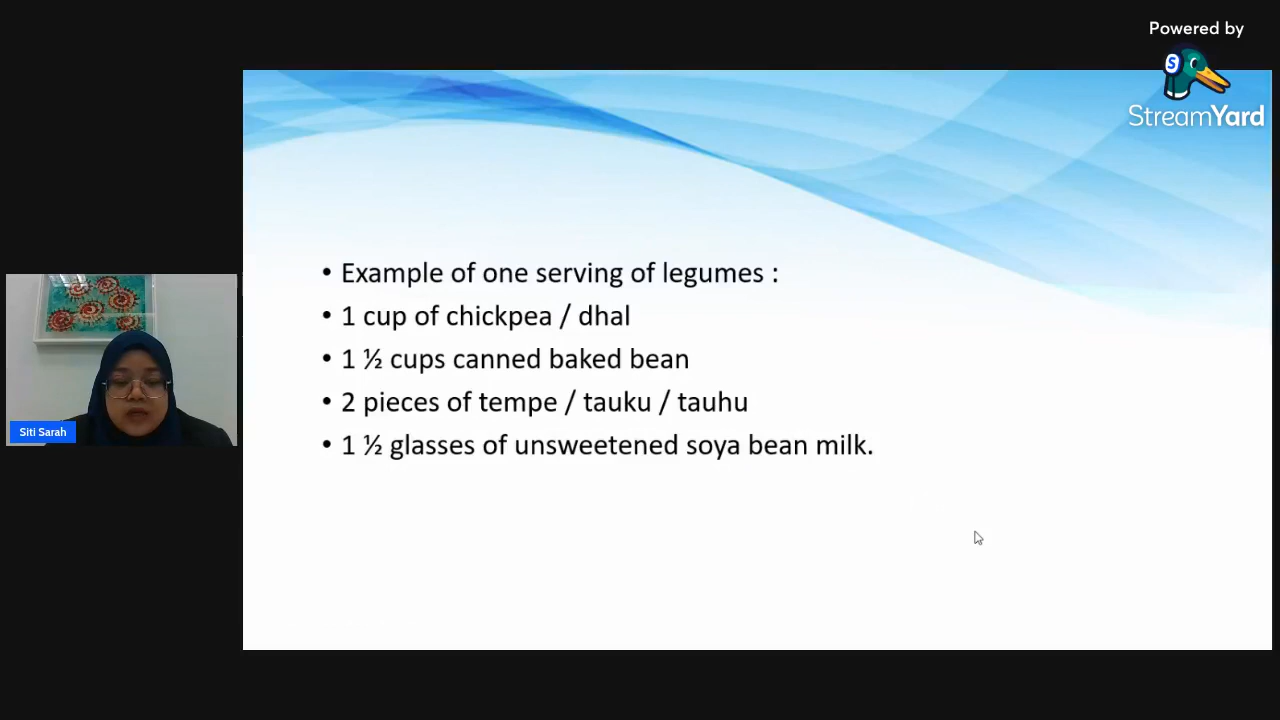 Powered by
StreamYard
• Example of one serving of legumes :
• 1 cup of chickpea / dhal
• 1 ½ cups canned baked bean
• 2 pieces of tempe / tauku / tauhu
• 1 ½ glasses of unsweetened soya bean milk.
Siti Sarah